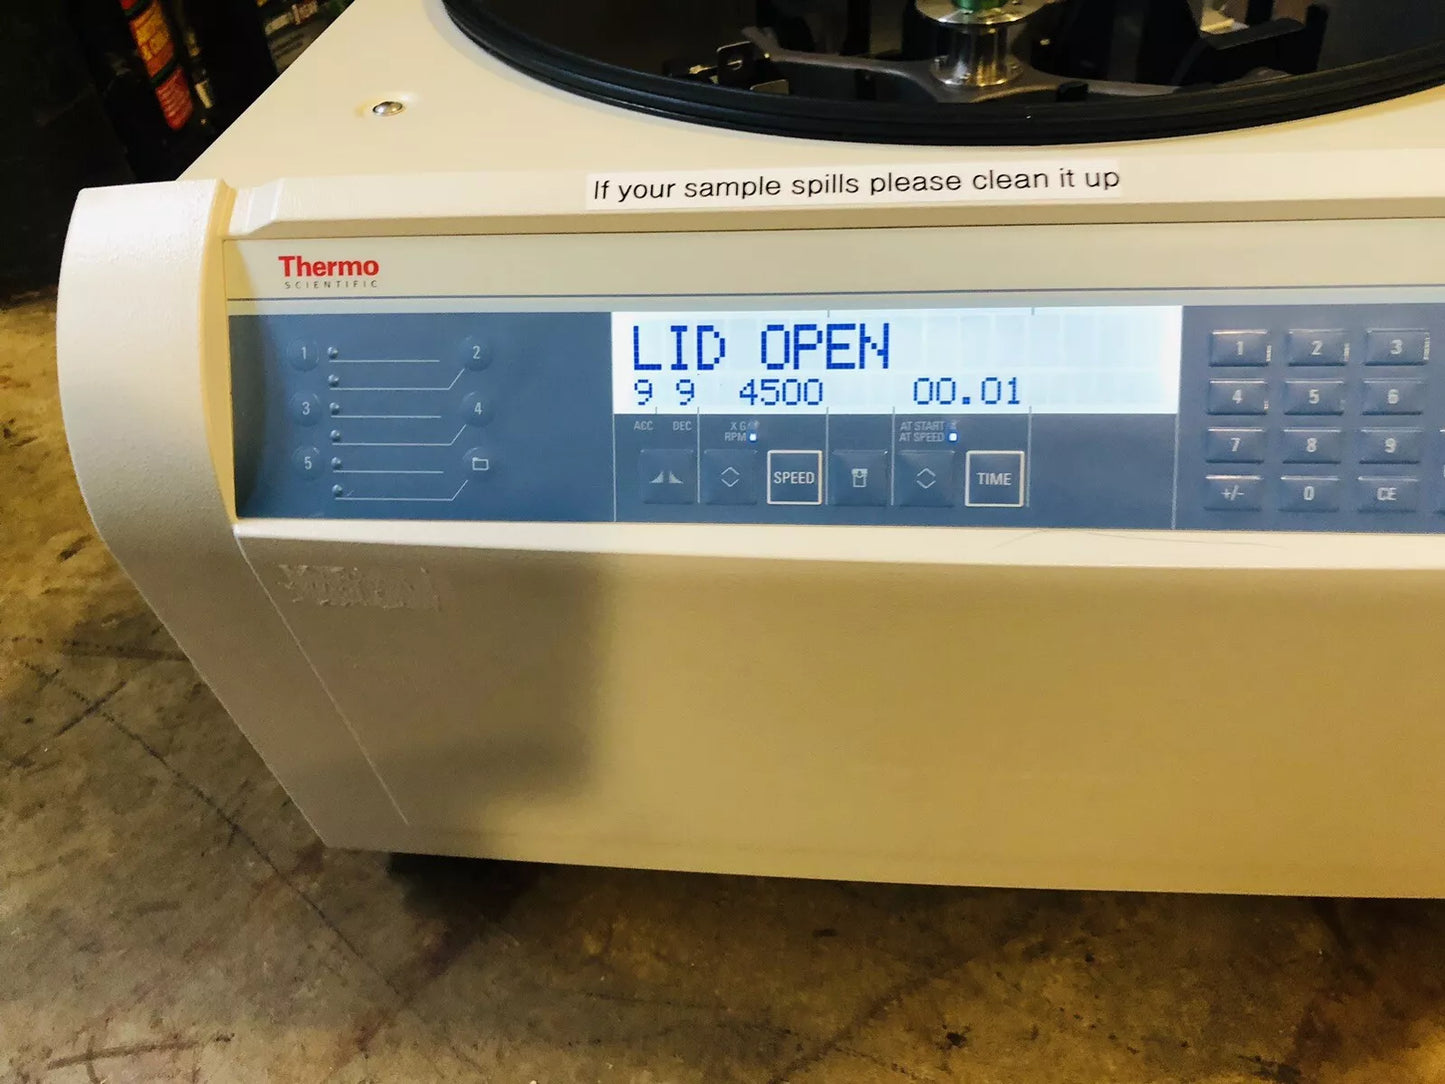 If your sample spills please clean it up
Thermo
SCIENTIFIC
LID OPEN
9 9 4500 00.01
ACC DEC X G RPM AT START AT SPEED
SPEED TIME
1 2
3 4
5
1 2 3
4 5 6
7 8 9
+/- 0 CE